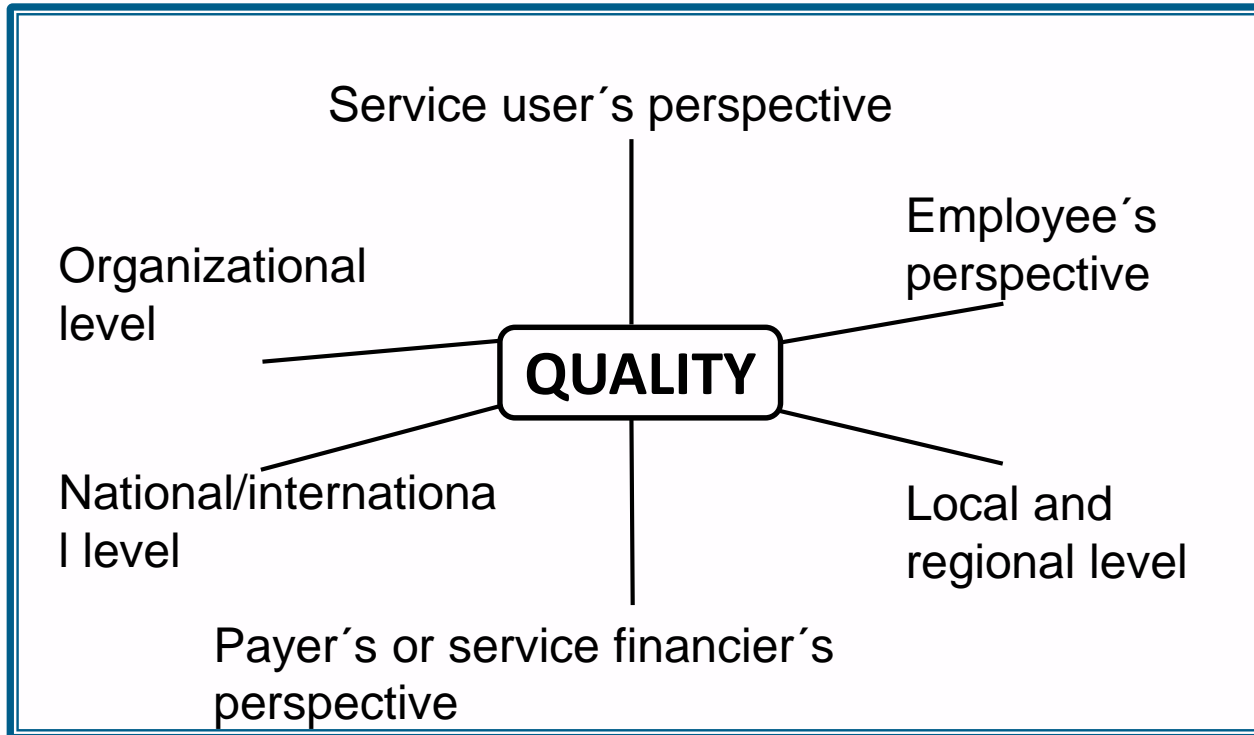 Service user´s perspective
Employee´s
perspective
Organizational
level
QUALITY
National/internationa
l level
Local and
regional level
Payer´s or service financier´s
perspective